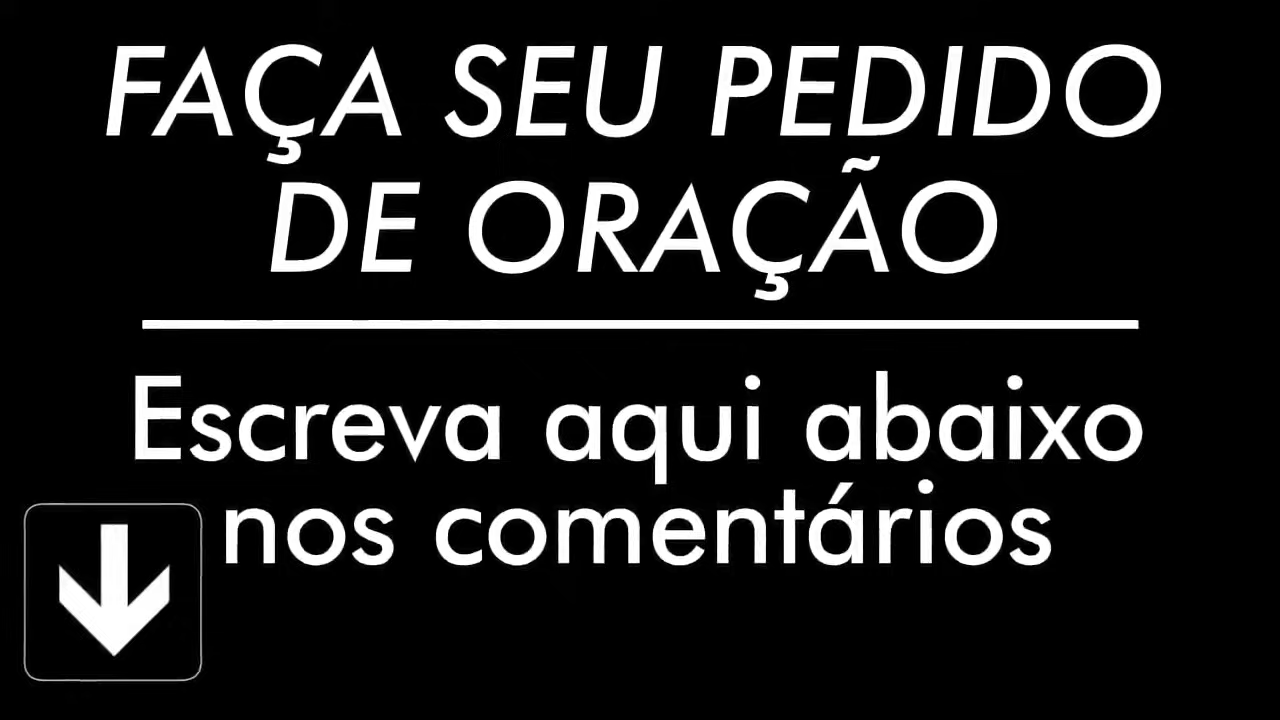 FAÇA SEU PEDIDO
DE ORAÇÃO
Escreva aqui abaixo
nos comentários